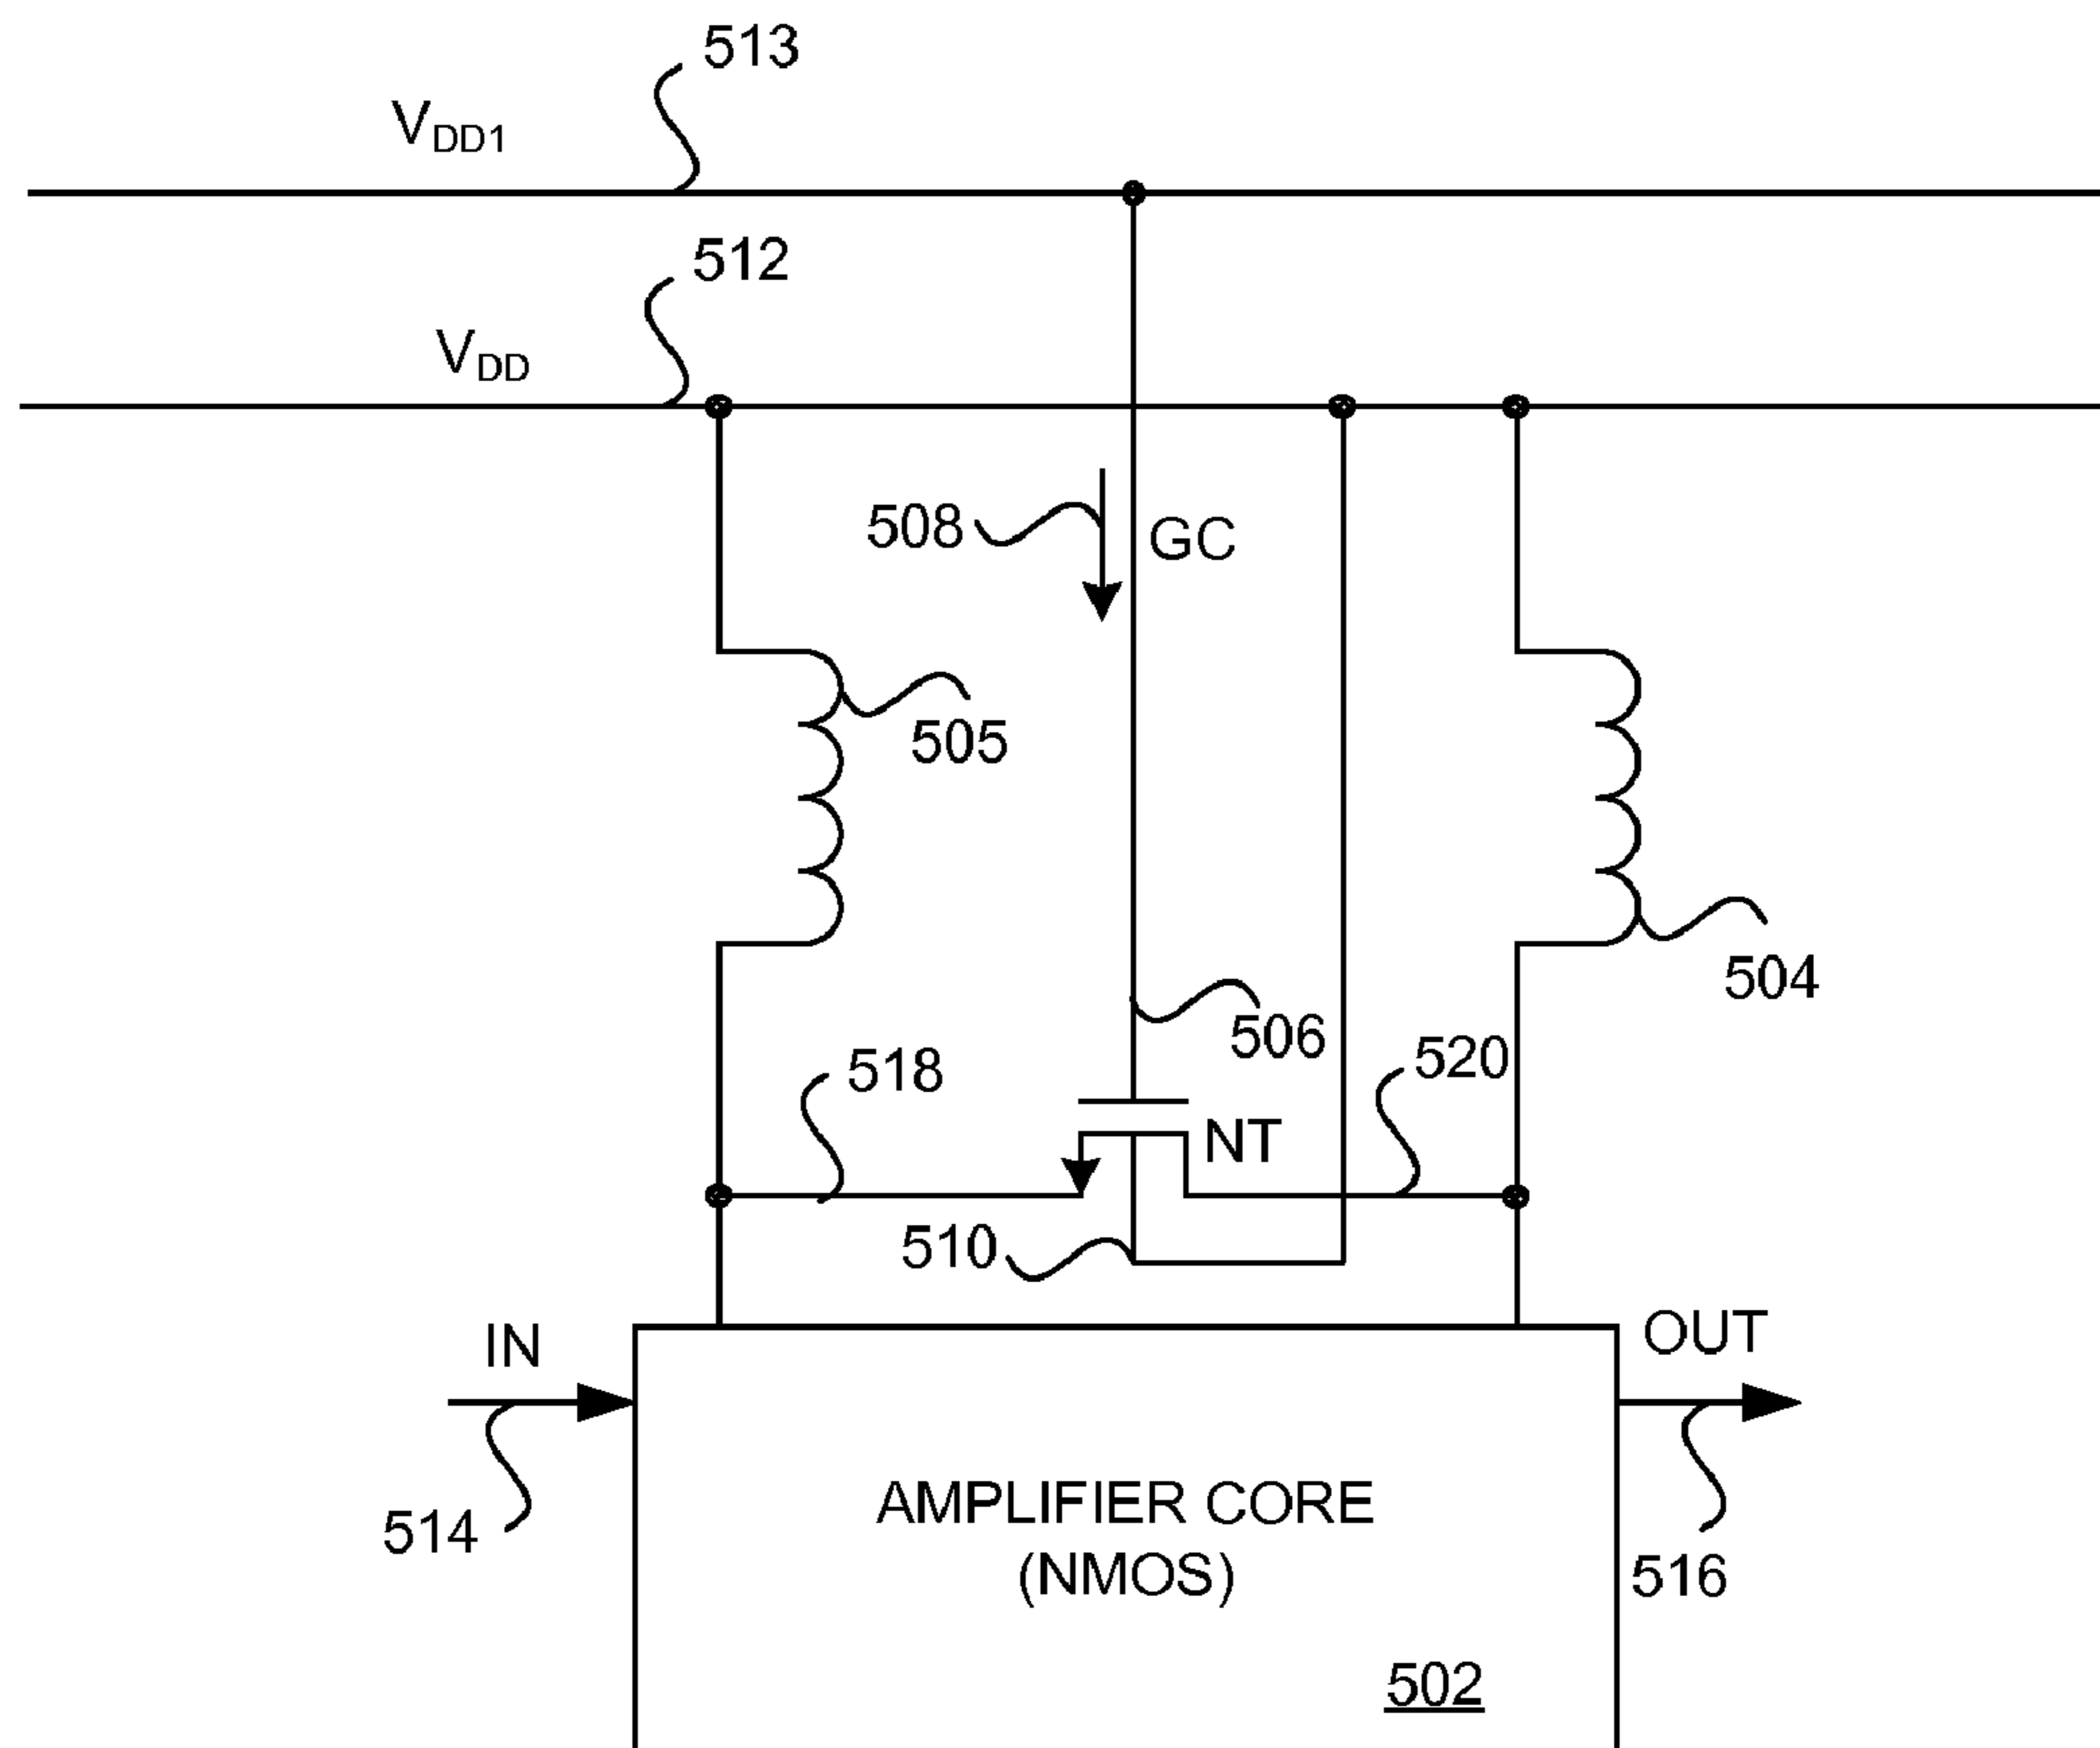 513
VDD1
512
VDD
508
GC
505
504
506
520
518
NT
510
IN
OUT
514
AMPLIFIER CORE
(NMOS)
516
502